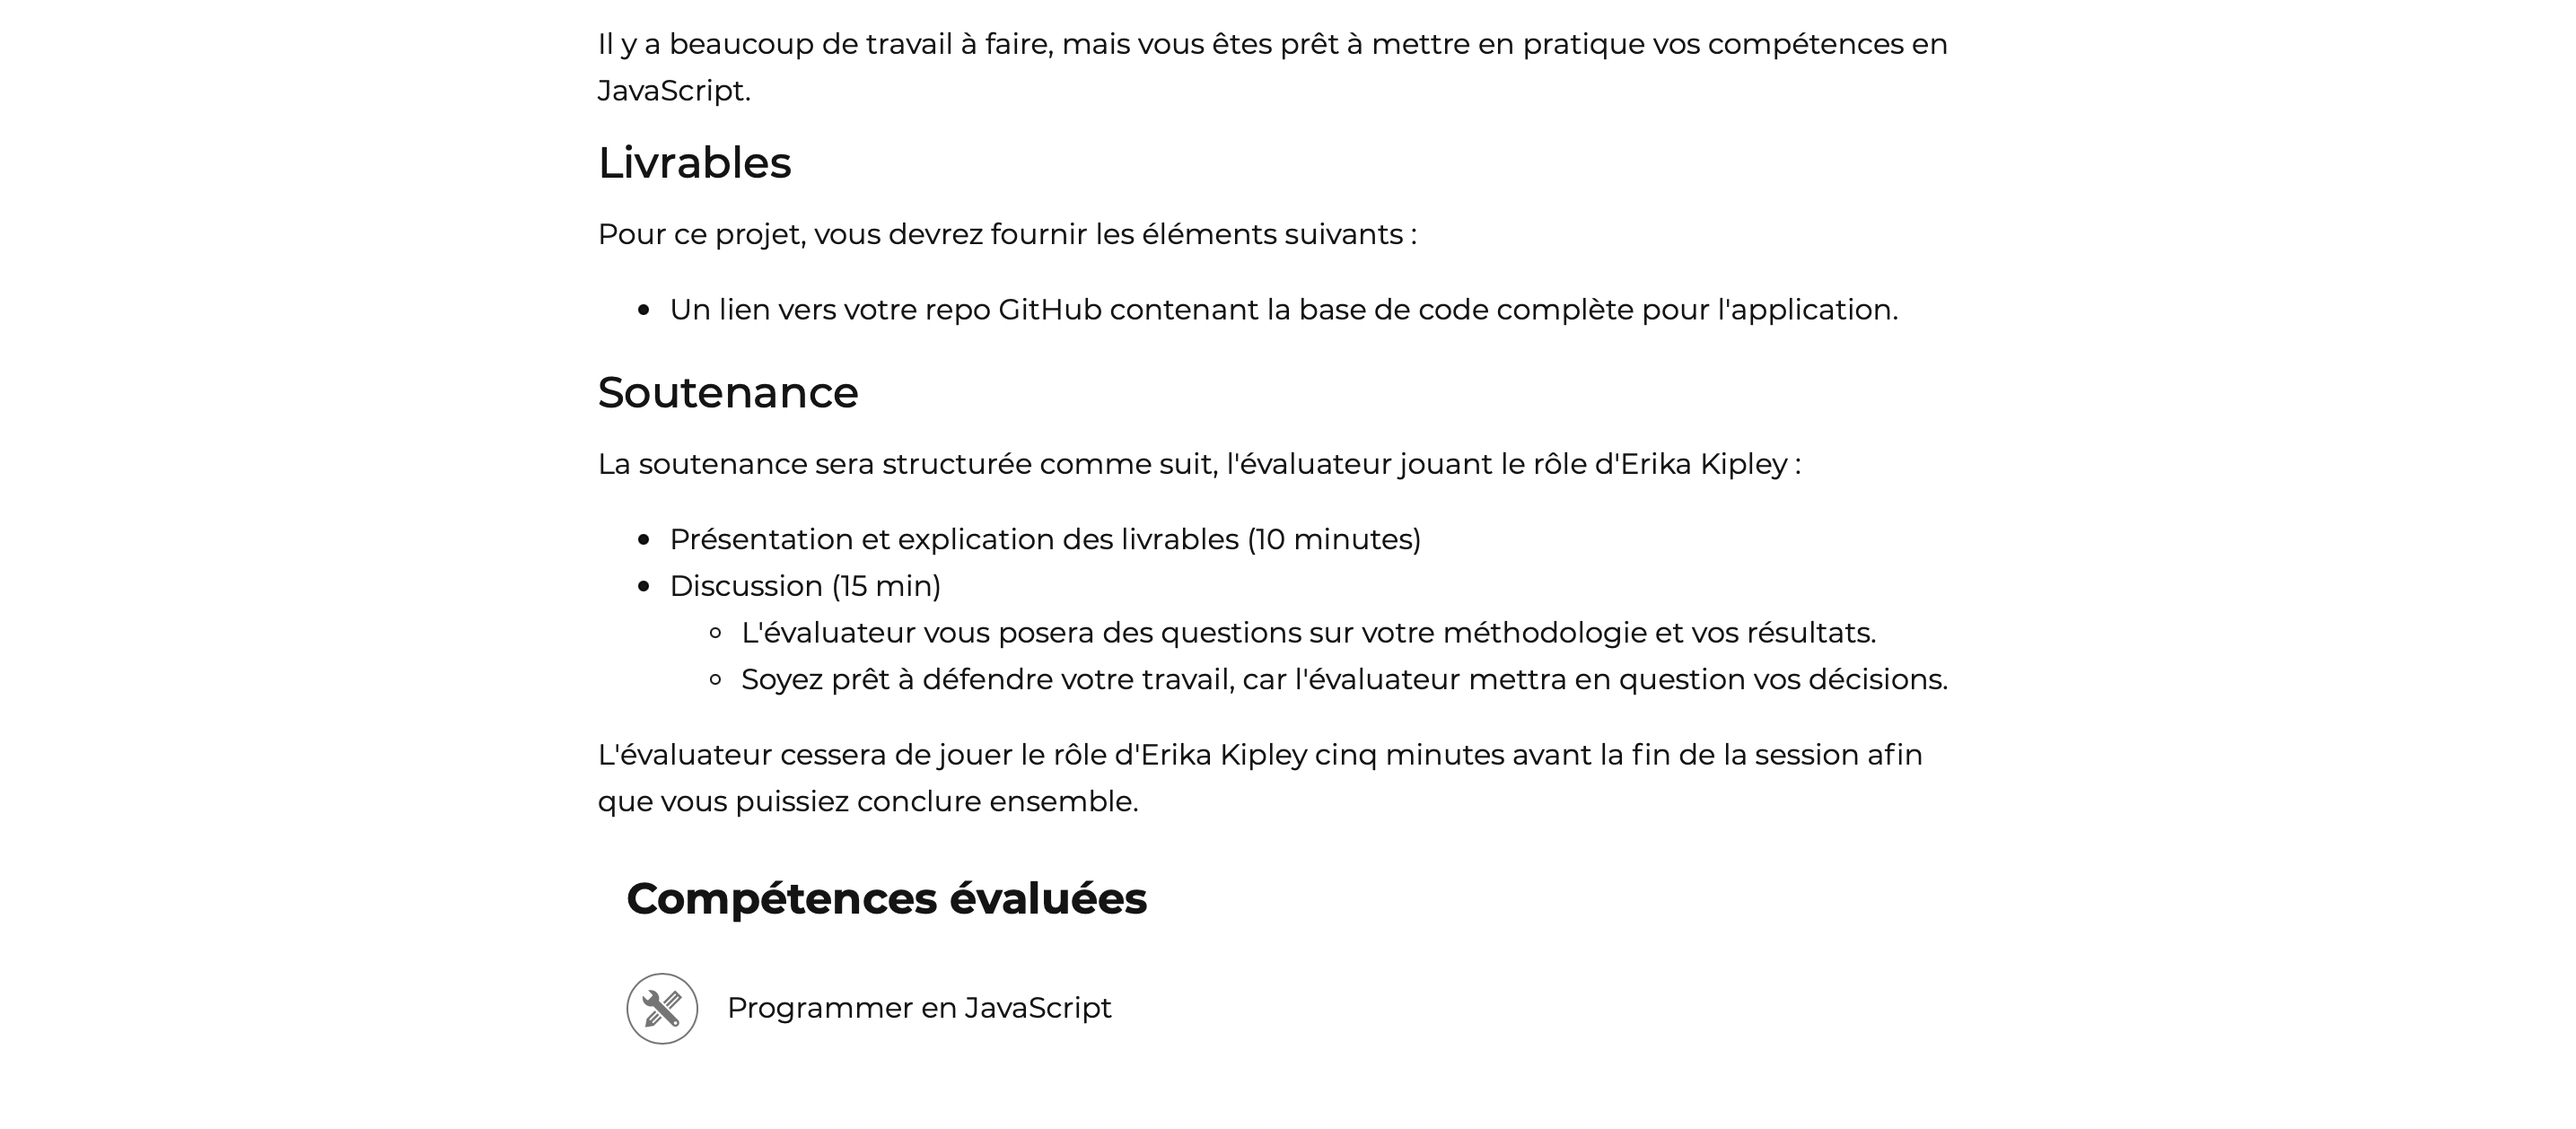 Il y a beaucoup de travail à faire, mais vous êtes prêt à mettre en pratique vos compétences en
JavaScript.
Livrables
Pour ce projet, vous devrez fournir les éléments suivants :
Un lien vers votre repo GitHub contenant la base de code complète pour l'application.
Soutenance
La soutenance sera structurée comme suit, l'évaluateur jouant le rôle d'Erika Kipley :
Présentation et explication des livrables (10 minutes)
Discussion (15 min)
L'évaluateur vous posera des questions sur votre méthodologie et vos résultats.
Soyez prêt à défendre votre travail, car l'évaluateur mettra en question vos décisions.
L'évaluateur cessera de jouer le rôle d'Erika Kipley cinq minutes avant la fin de la session afin
que vous puissiez conclure ensemble.
Compétences évaluées
Programmer en JavaScript